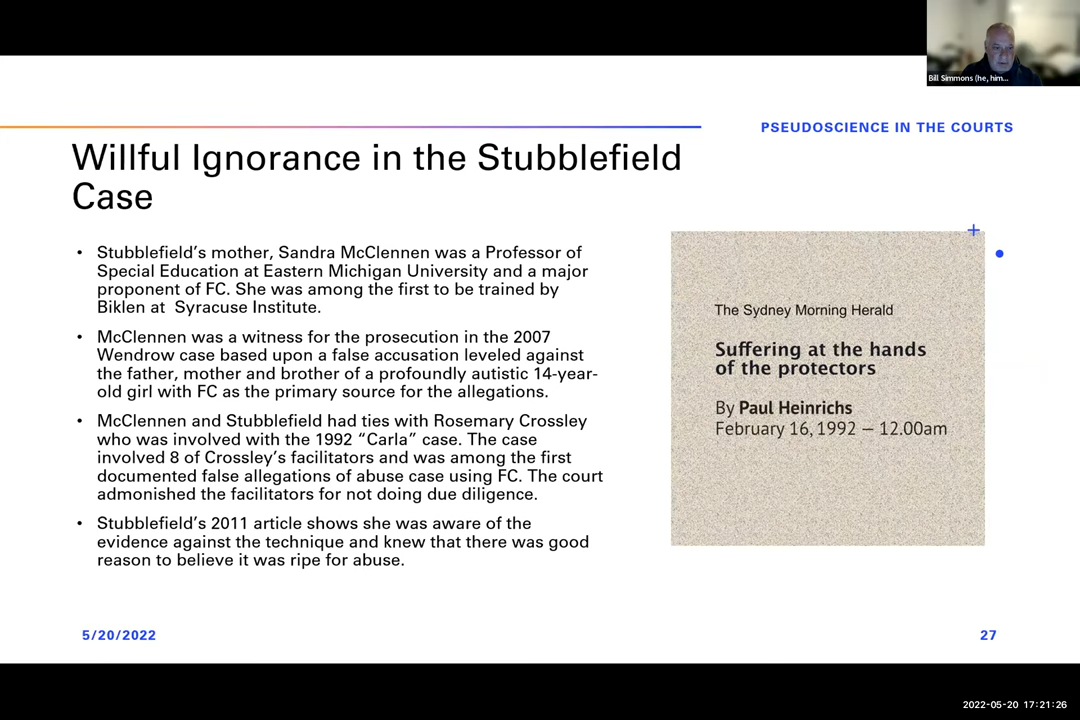 Bill Simmons (he, him...
PSEUDOSCIENCE IN THE COURTS
Willful Ignorance in the Stubblefield
Case
• Stubblefield's mother, Sandra McClennen was a Professor of
Special Education at Eastern Michigan University and a major
proponent of FC. She was among the first to be trained by
Biklen at  Syracuse Institute.
• McClennen was a witness for the prosecution in the 2007
Wendrow case based upon a false accusation leveled against
the father, mother and brother of a profoundly autistic 14-year-
old girl with FC as the primary source for the allegations.
• McClennen and Stubblefield had ties with Rosemary Crossley
who was involved with the 1992 “Carla” case. The case
involved 8 of Crossley's facilitators and was among the first
documented false allegations of abuse case using FC. The court
admonished the facilitators for not doing due diligence.
• Stubblefield's 2011 article shows she was aware of the
evidence against the technique and knew that there was good
reason to believe it was ripe for abuse.
The Sydney Morning Herald
Suffering at the hands
of the protectors
By Paul Heinrichs
February 16, 1992 — 12.00am
5/20/2022
27
2022-05-20 17:21:26